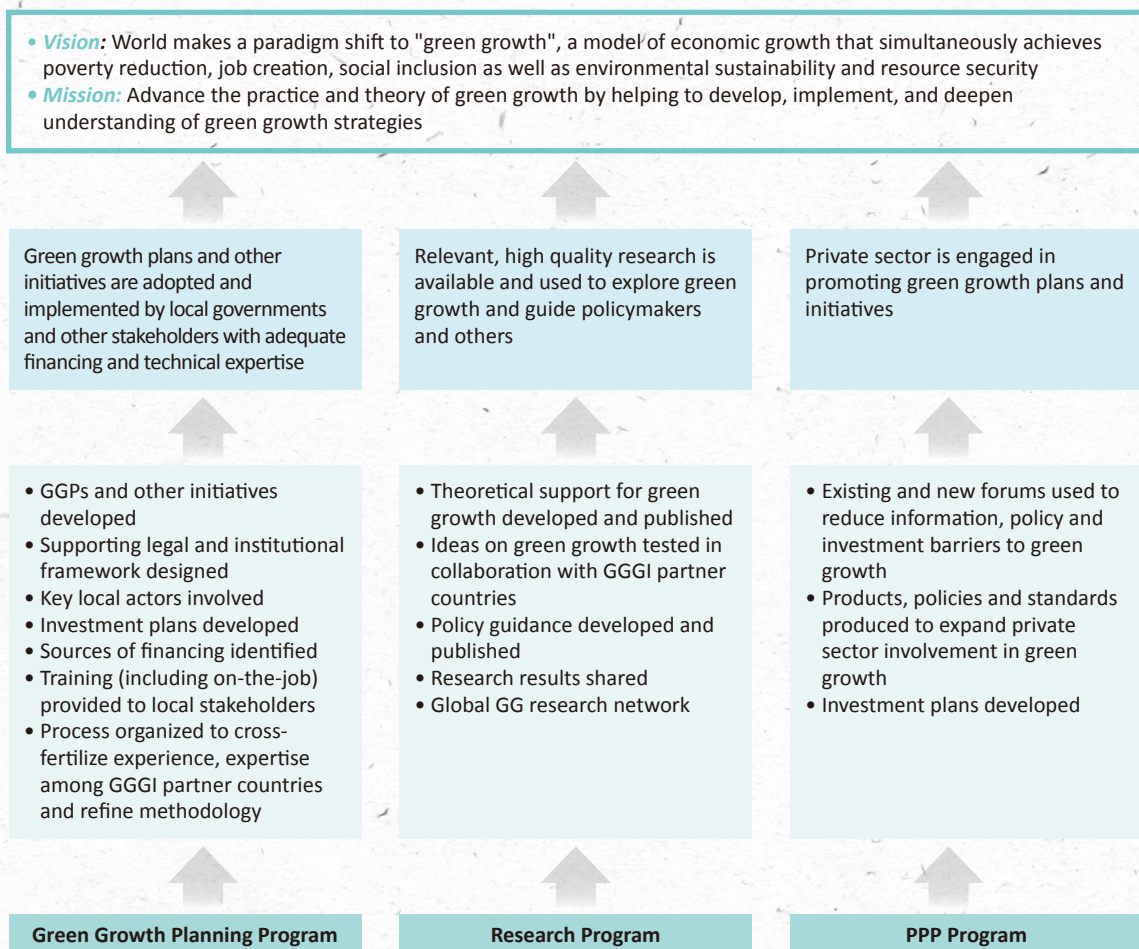 • Vision: World makes a paradigm shift to "green growth", a model of economic growth that simultaneously achieves
poverty reduction, job creation, social inclusion as well as environmental sustainability and resource security
• Mission: Advance the practice and theory of green growth by helping to develop, implement, and deepen
understanding of green growth strategies
Green growth plans and other
initiatives are adopted and
implemented by local governments
and other stakeholders with adequate
financing and technical expertise
Relevant, high quality research is
available and used to explore green
growth and guide policymakers
and others
Private sector is engaged in
promoting green growth plans and
initiatives
• GGPs and other initiatives
developed
• Supporting legal and institutional
framework designed
• Key local actors involved
• Investment plans developed
• Sources of financing identified
• Training (including on-the-job)
provided to local stakeholders
• Process organized to cross-
fertilize experience, expertise
among GGGI partner countries
and refine methodology
• Theoretical support for green
growth developed and published
• Ideas on green growth tested in
collaboration with GGGI partner
countries
• Policy guidance developed and
published
• Research results shared
• Global GG research network
• Existing and new forums used to
reduce information, policy and
investment barriers to green
growth
• Products, policies and standards
produced to expand private
sector involvement in green
growth
• Investment plans developed
Green Growth Planning Program
Research Program
PPP Program